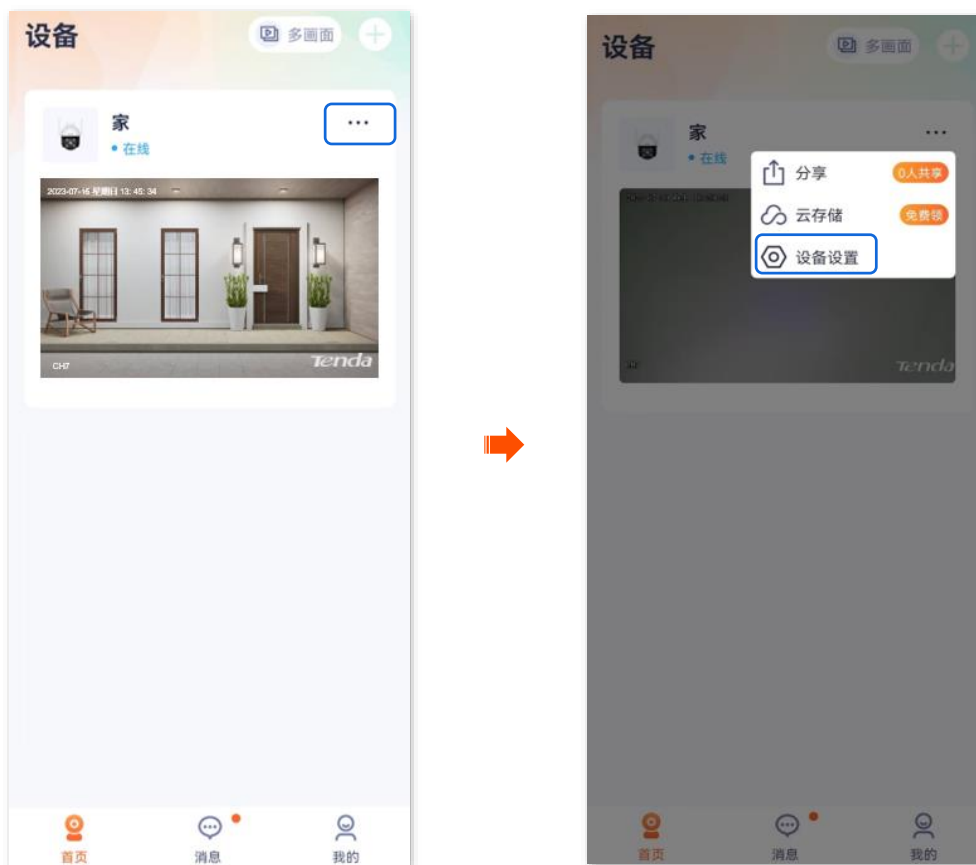 设备
多画面
家
在线
2023-07-16 星期日 13:45:34
CH7
Tenda
首页
消息
我的
设备
多画面
家
在线
分享
0人共享
云存储
免费领
设备设置
Tenda
首页
消息
我的